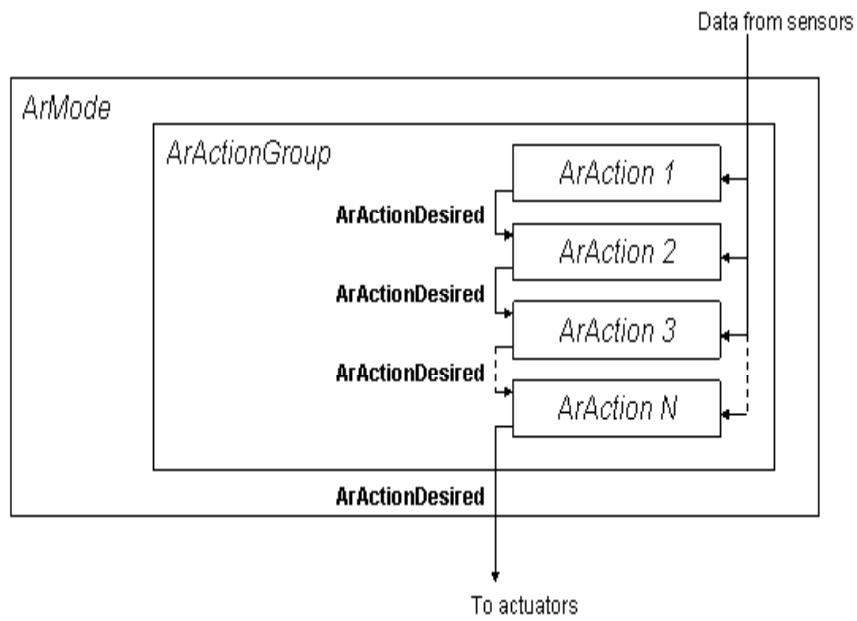 Data from sensors
ArMode
ArActionGroup
ArAction 1
ArActionDesired
ArAction 2
ArActionDesired
ArAction 3
ArActionDesired
ArAction N
ArActionDesired
To actuators